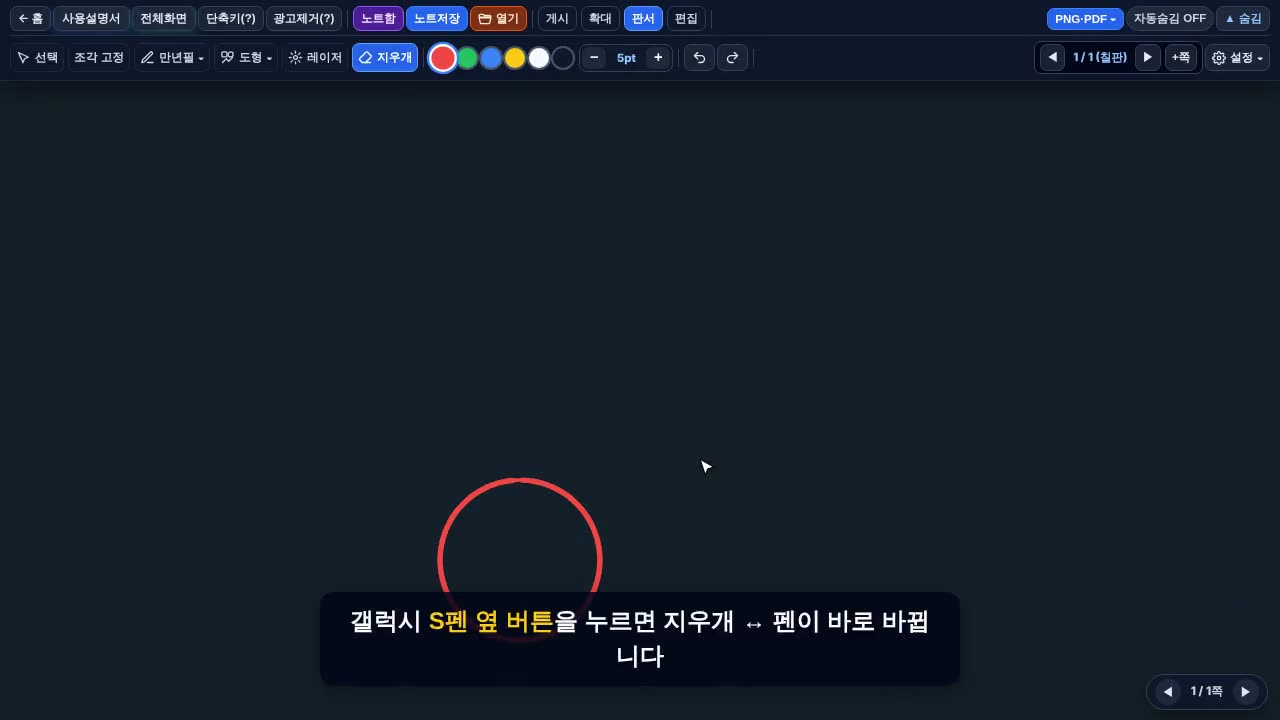 ← 홈 사용설명서 전체화면 단축키(?) 광고제거(?) 노트함 노트저장 열기 게시 확대 판서 편집 PNG·PDF 자동숨김 OFF ▲ 숨김
선택 조각 고정 만년필 도형 레이저 지우개 − 5pt + ◀ 1 / 1 (칠판) ▶ +쪽 설정
갤럭시 S펜 옆 버튼을 누르면 지우개 ↔ 펜이 바로 바뀝
니다
◀ 1 / 1쪽 ▶